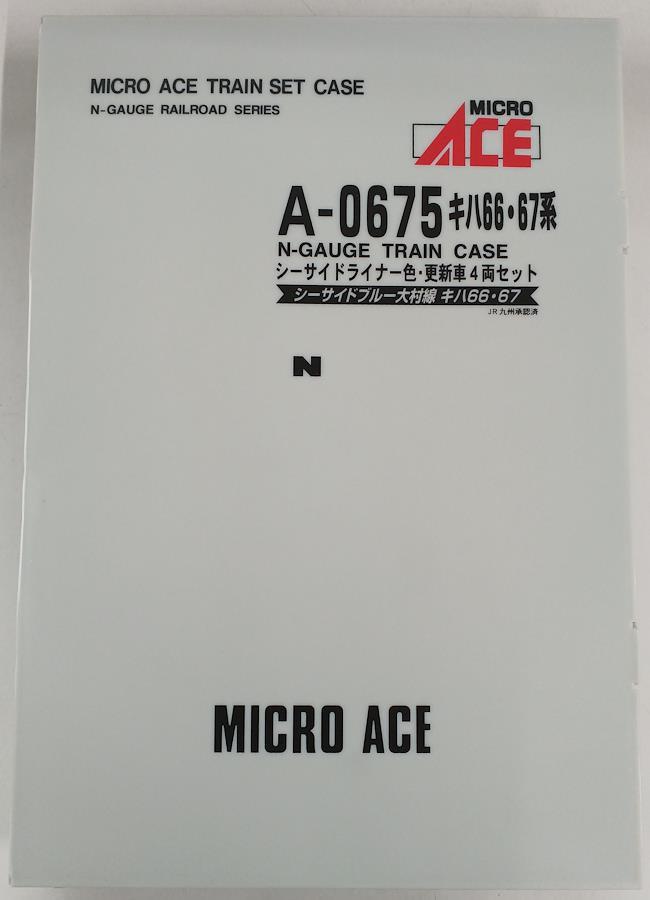 MICRO ACE TRAIN SET CASE
N-GAUGE RAILROAD SERIES
MICRO
ACE
A-0675 キハ66・67系
N-GAUGE TRAIN CASE
シーサイドライナー色・更新車4両セット
シーサイドブルー大村線 キハ66・67
JR九州承認済
N
MICRO ACE